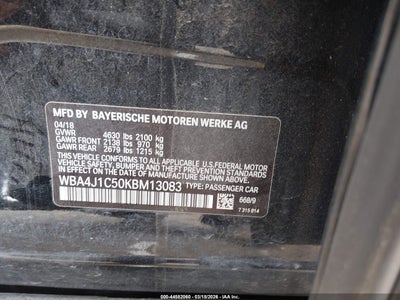 MFD BY BAYERISCHE MOTOREN WERKE AG
04/18
GVWR 4630 lbs 2100 kg
GAWR FRONT 2138 lbs 970 kg
GAWR REAR 2679 lbs 1215 kg
THIS VEHICLE CONFORMS TO ALL APPLICABLE U.S.FEDERAL MOTOR
VEHICLE SAFETY, BUMPER, AND THEFT PREVENTION STANDARDS
IN EFFECT ON THE DATE OF MANUFACTURE SHOWN ABOVE.
WBA4J1C50KBM13083 TYPE: PASSENGER CAR
668/9
7 315 014
000-44582060 - 03/18/2026 - IAA